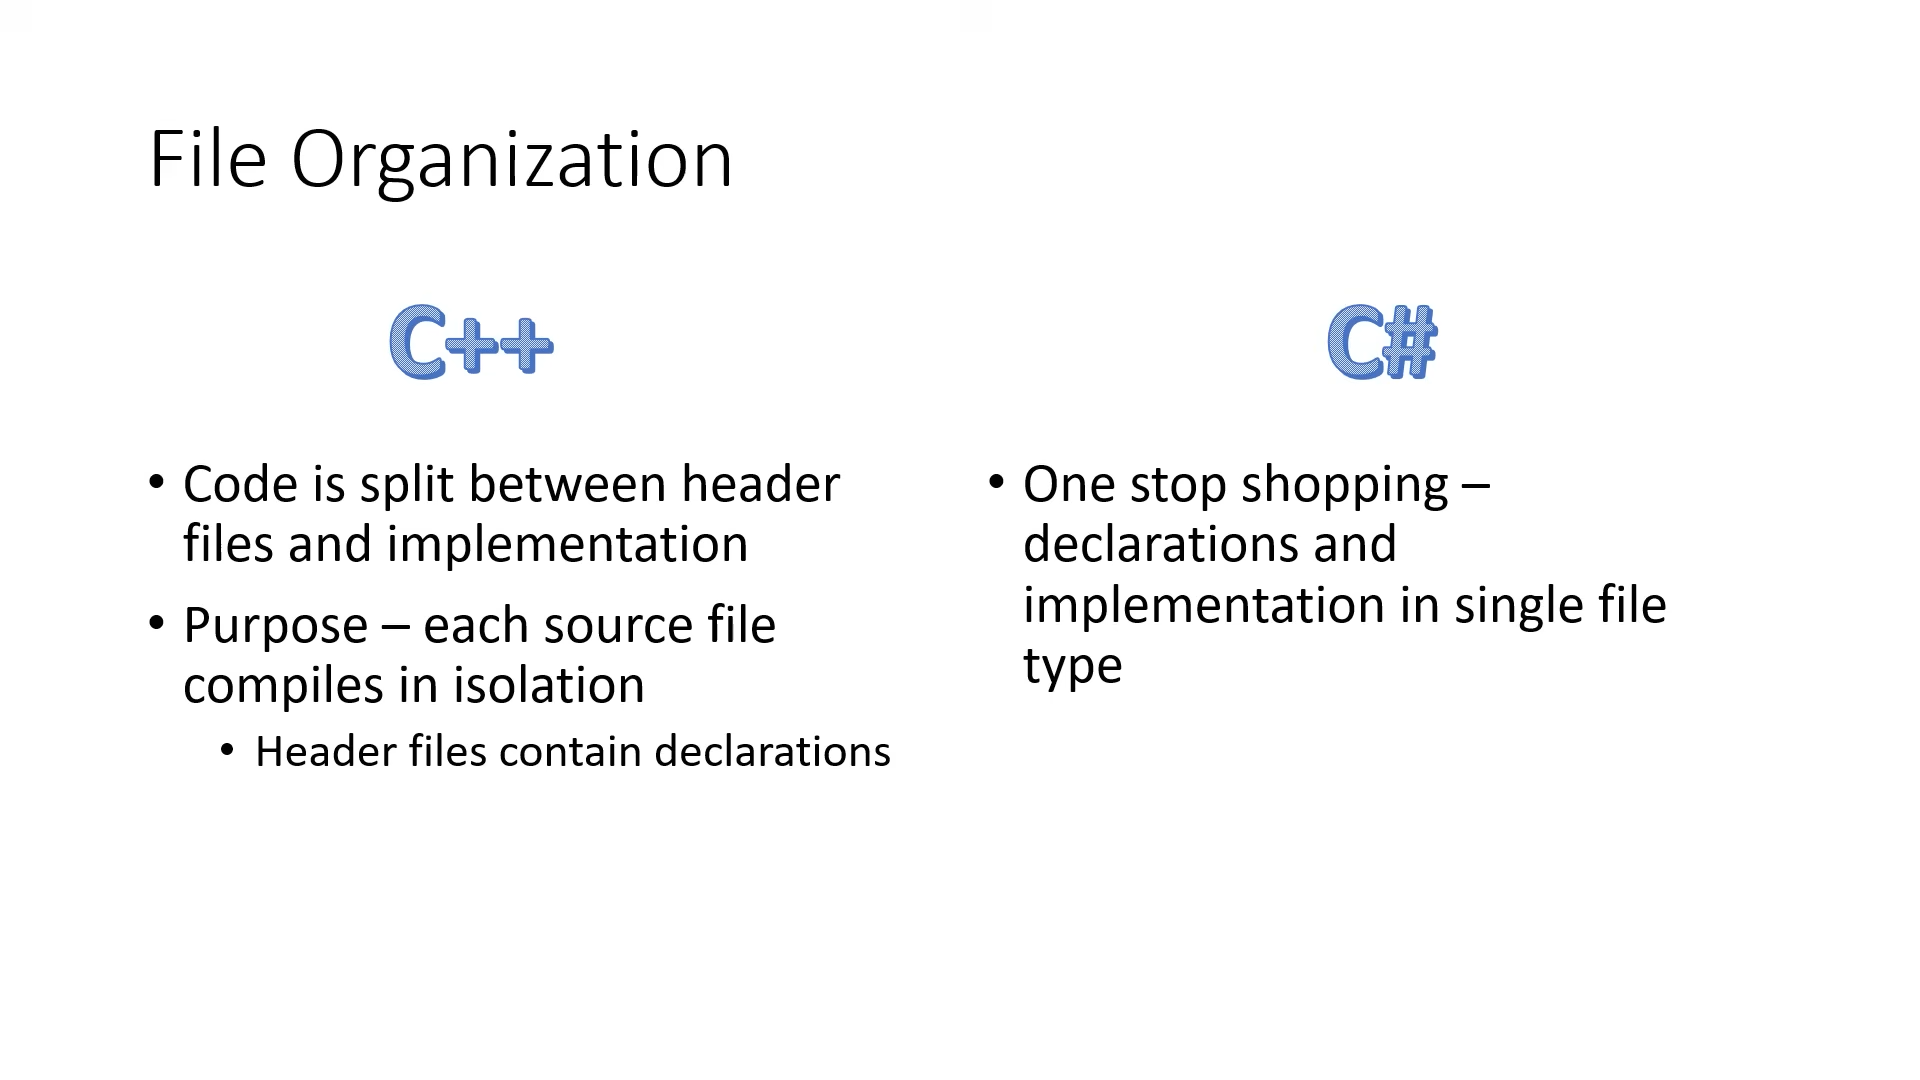 File Organization
C++
• Code is split between header
files and implementation
• Purpose – each source file
compiles in isolation
• Header files contain declarations
C#
• One stop shopping –
declarations and
implementation in single file
type